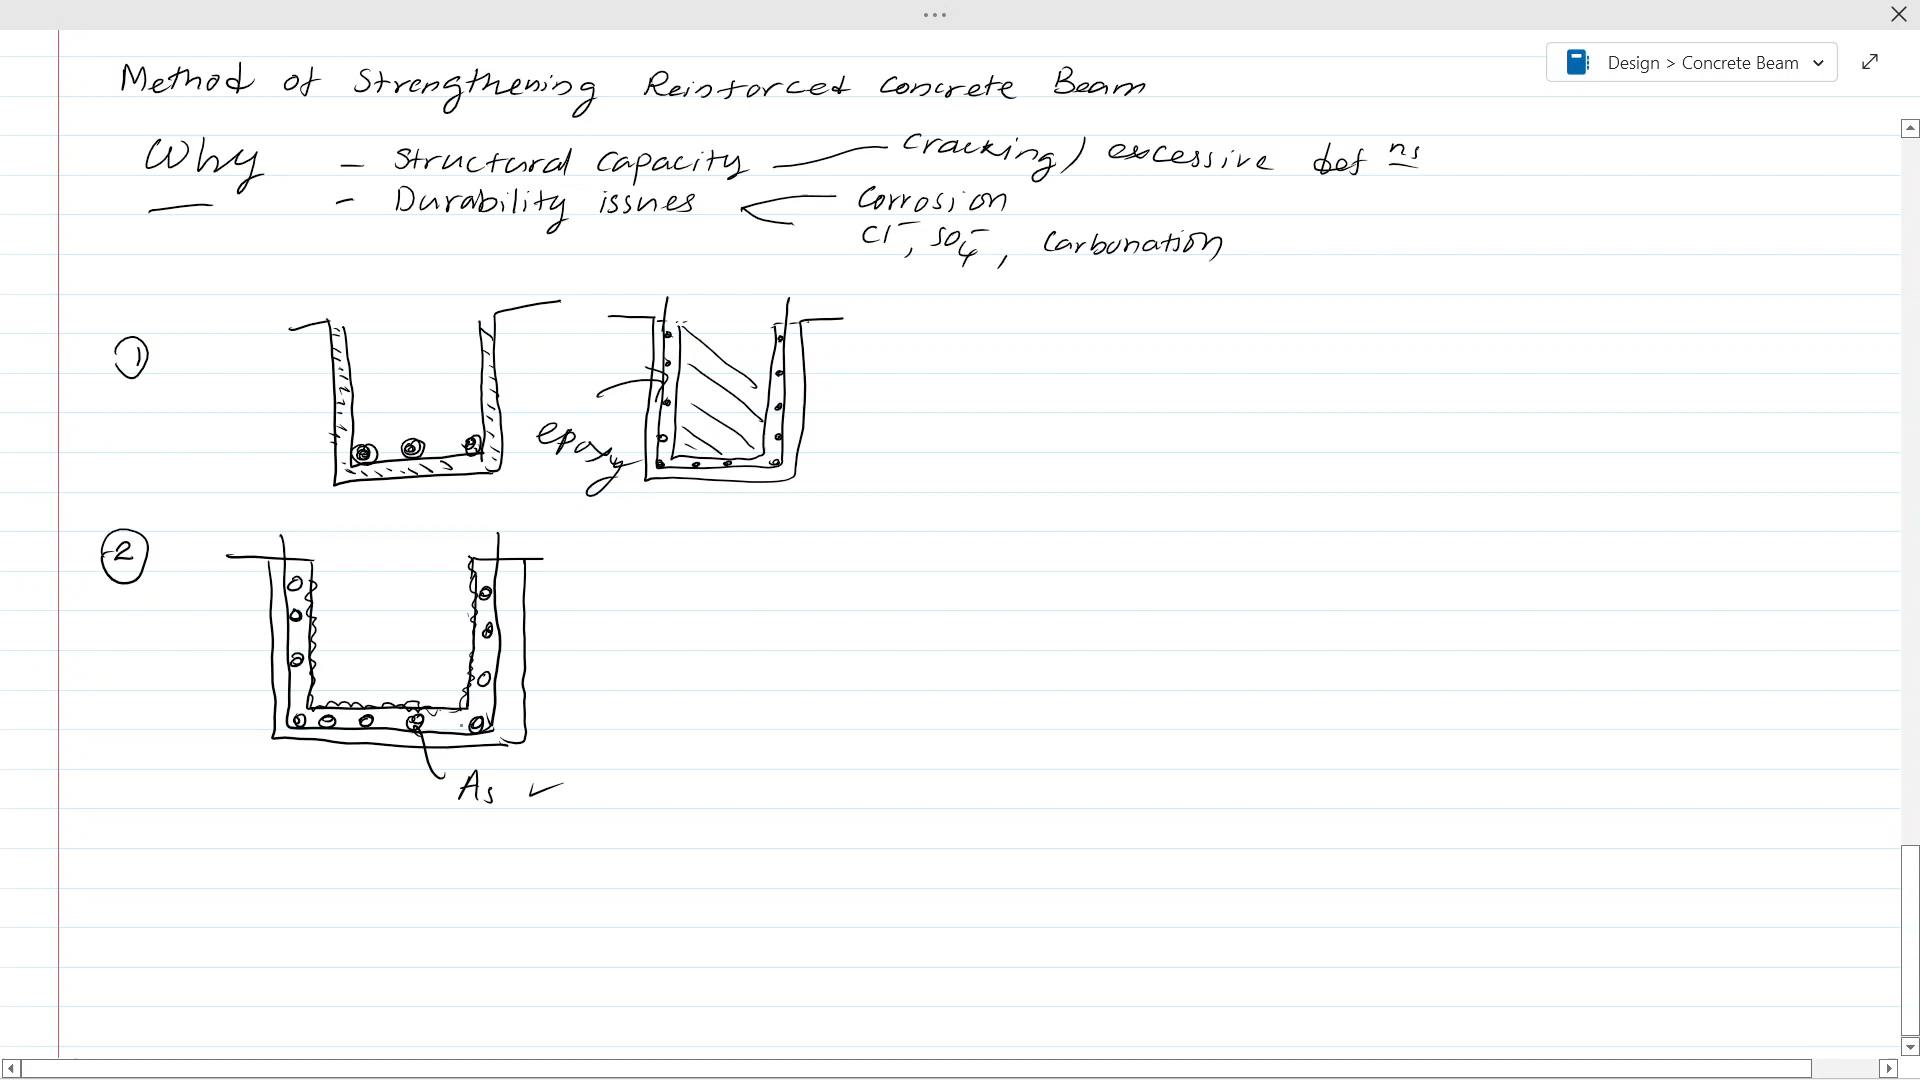 Design > Concrete Beam
Method of Strengthening Reinforced Concrete Beam
Why - Structural capacity — Cracking / excessive def ns
- Durability issues < Corrosion
Cl⁻, SO₄⁻, Carbonation
①
epoxy
②
As ✓